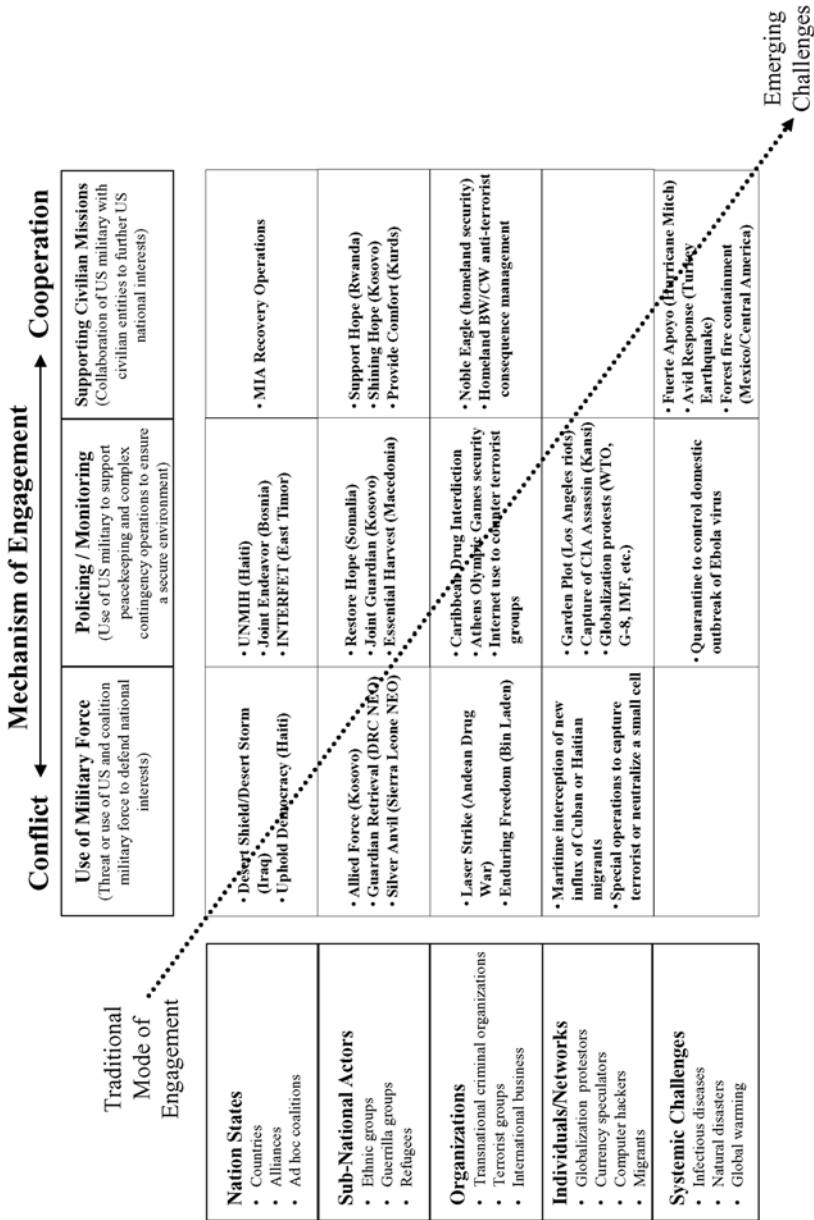 Mechanism of Engagement
Conflict
Cooperation
Use of Military Force
(Threat or use of US and coalition
military force to defend national
interests)
Policing / Monitoring
(Use of US military to support
peacekeeping and complex
contingency operations to ensure
a secure environment)
Supporting Civilian Missions
(Collaboration of US military with
civilian entities to further US
national interests)
Traditional
Mode of
Engagement
Nation States
• Countries
• Alliances
• Ad hoc coalitions
• Desert Shield/Desert Storm
(Iraq)
• Uphold Democracy (Haiti)
• UNMIH (Haiti)
• Joint Endeavor (Bosnia)
• INTERFET (East Timor)
• MIA Recovery Operations
Sub-National Actors
• Ethnic groups
• Guerrilla groups
• Refugees
• Allied Force (Kosovo)
• Guardian Retrieval (DRC NEO)
• Silver Anvil (Sierra Leone NEO)
• Restore Hope (Somalia)
• Joint Guardian (Kosovo)
• Essential Harvest (Macedonia)
• Support Hope (Rwanda)
• Shining Hope (Kosovo)
• Provide Comfort (Kurds)
Organizations
• Transnational criminal organizations
• Terrorist groups
• International business
• Laser Strike (Andean Drug
War)
• Enduring Freedom (Bin Laden)
• Caribbean Drug Interdiction
• Athens Olympic Games security
• Internet use to counter terrorist
groups
• Noble Eagle (homeland security)
• Homeland BW/CW anti-terrorist
consequence management
Individuals/Networks
• Globalization protestors
• Currency speculators
• Computer hackers
• Migrants
• Maritime interception of new
influx of Cuban or Haitian
migrants
• Special operations to capture
terrorist or neutralize a small cell
• Garden Plot (Los Angeles riots)
• Capture of CIA Assassin (Kansi)
• Globalization protests (WTO,
G-8, IMF, etc.)
Systemic Challenges
• Infectious diseases
• Natural disasters
• Global warming
• Quarantine to control domestic
outbreak of Ebola virus
• Fuerte Apoyo (Hurricane Mitch)
• Avid Response (Turkey
Earthquake)
• Forest fire containment
(Mexico/Central America)
Emerging
Challenges